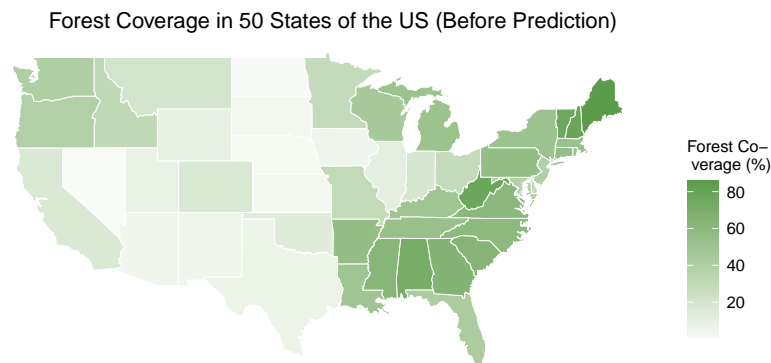 Forest Coverage in 50 States of the US (Before Prediction)
Forest Co−
verage (%)
80
60
40
20